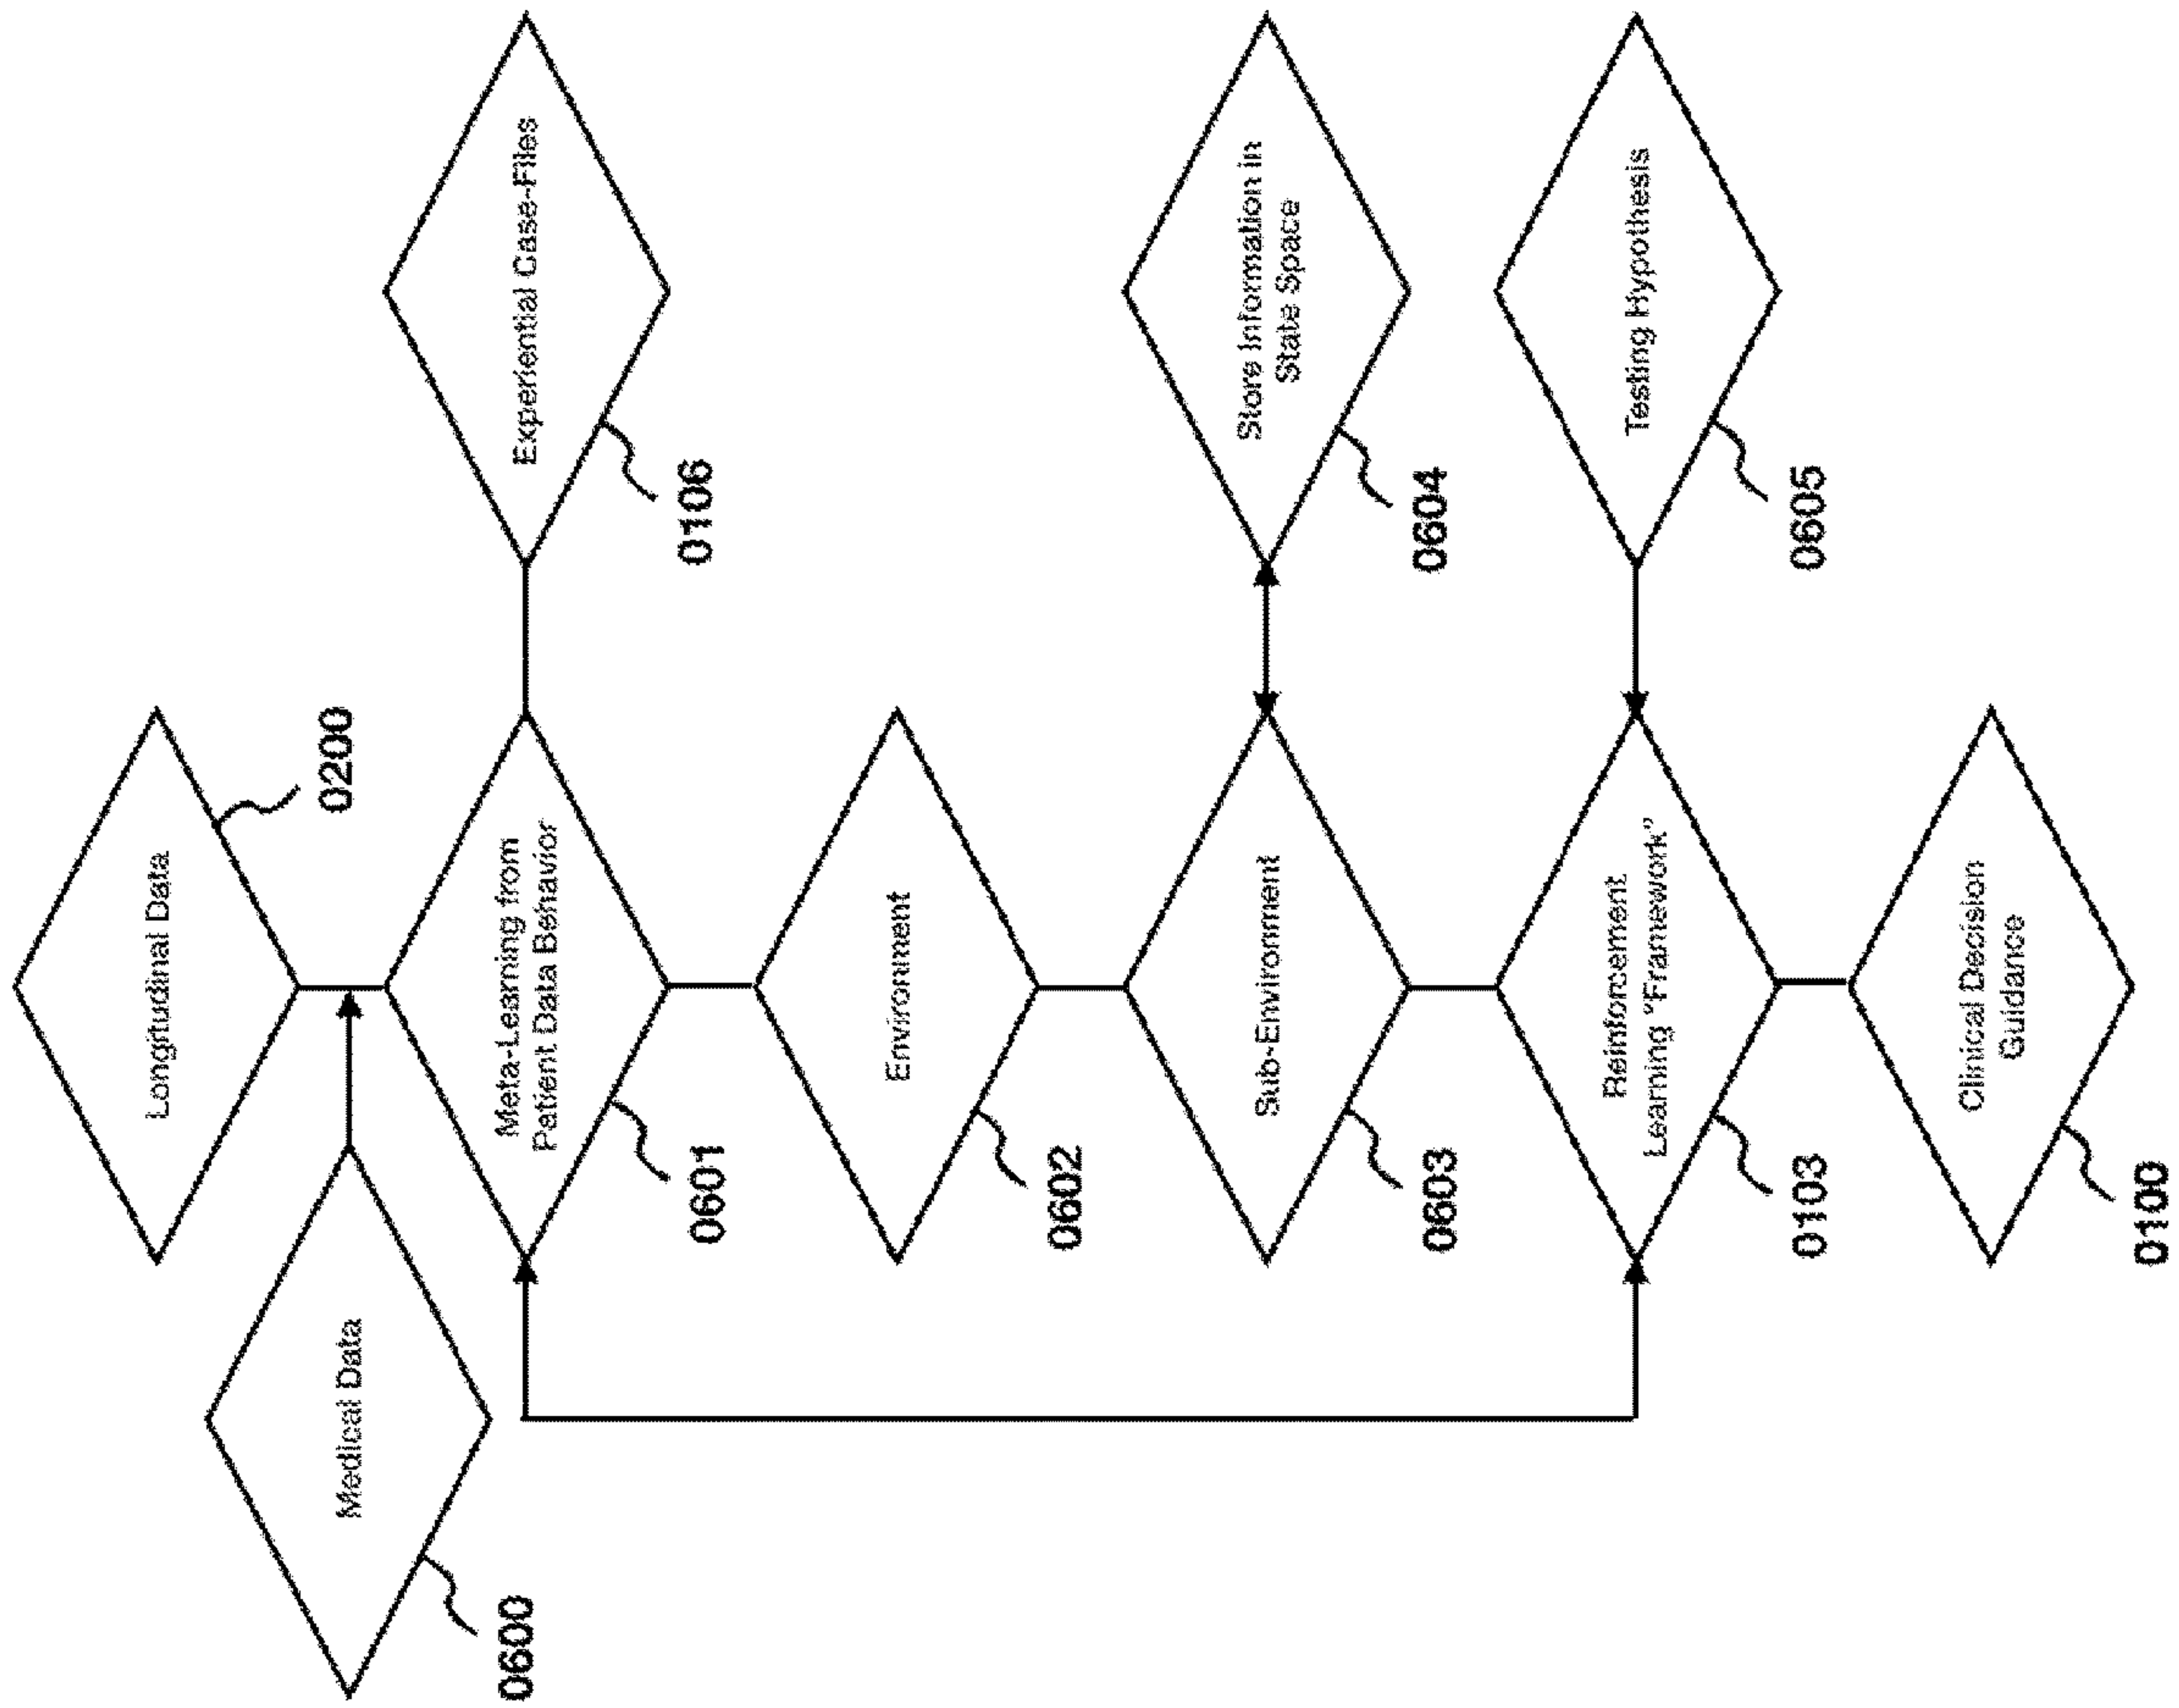 Longitudinal Data
0200
Medical Data
0600
Meta-Learning from
Patient Data Behavior
0601
Experiential Case-Files
0106
Environment
0602
Sub-Environment
0603
Store Information in
State Space
0604
Reinforcement
Learning "Framework"
0103
Testing Hypothesis
0605
Clinical Decision
Guidance
0100